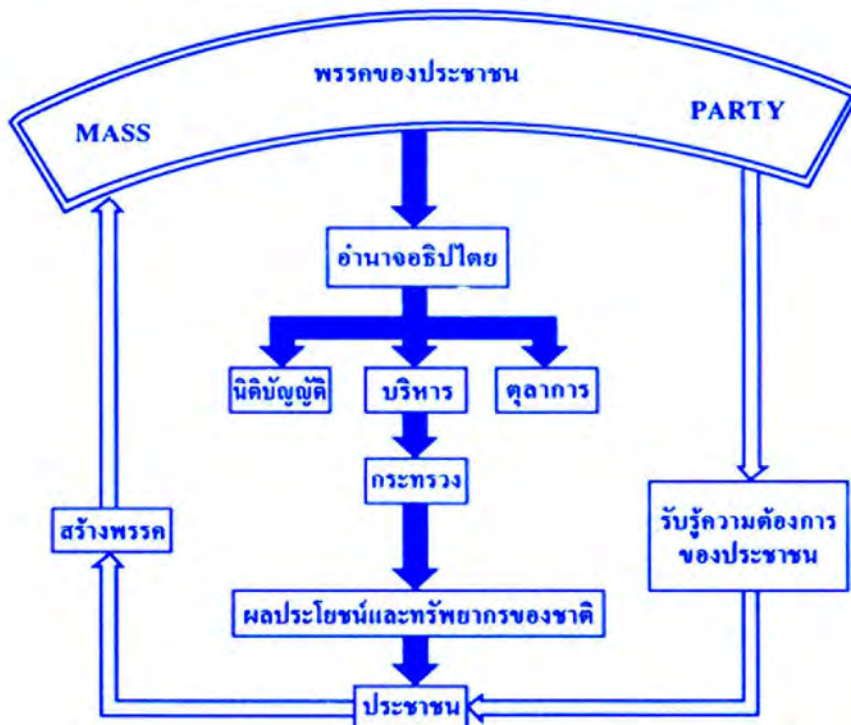 พรรคของประชาชน
MASS
PARTY
อำนาจอธิปไตย
นิติบัญญัติ
บริหาร
ตุลาการ
กระทรวง
สร้างพรรค
รับรู้ความต้องการ
ของประชาชน
ผลประโยชน์และทรัพยากรของชาติ
ประชาชน